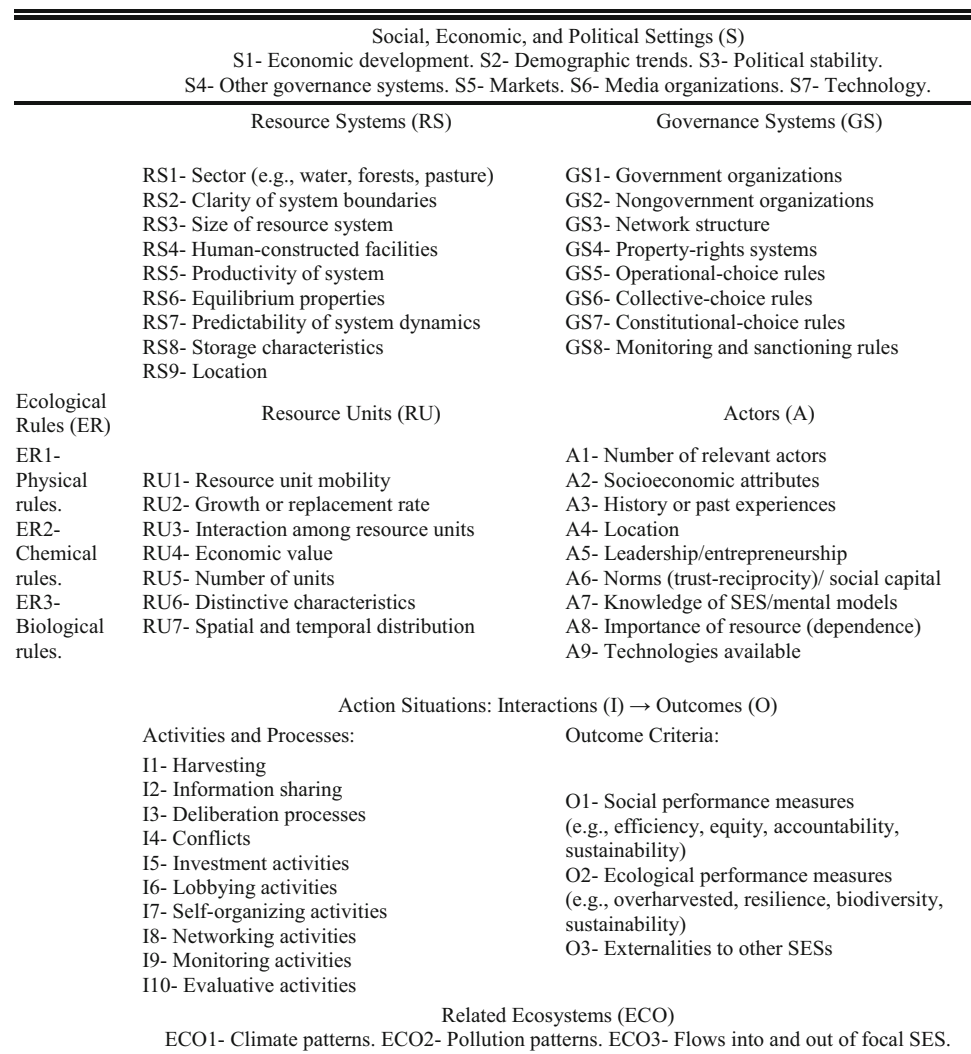 Social, Economic, and Political Settings (S)
S1- Economic development. S2- Demographic trends. S3- Political stability.
S4- Other governance systems. S5- Markets. S6- Media organizations. S7- Technology.
Resource Systems (RS)
RS1- Sector (e.g., water, forests, pasture)
RS2- Clarity of system boundaries
RS3- Size of resource system
RS4- Human-constructed facilities
RS5- Productivity of system
RS6- Equilibrium properties
RS7- Predictability of system dynamics
RS8- Storage characteristics
RS9- Location
Governance Systems (GS)
GS1- Government organizations
GS2- Nongovernment organizations
GS3- Network structure
GS4- Property-rights systems
GS5- Operational-choice rules
GS6- Collective-choice rules
GS7- Constitutional-choice rules
GS8- Monitoring and sanctioning rules
Ecological
Rules (ER)
ER1-
Physical
rules.
ER2-
Chemical
rules.
ER3-
Biological
rules.
Resource Units (RU)
RU1- Resource unit mobility
RU2- Growth or replacement rate
RU3- Interaction among resource units
RU4- Economic value
RU5- Number of units
RU6- Distinctive characteristics
RU7- Spatial and temporal distribution
Actors (A)
A1- Number of relevant actors
A2- Socioeconomic attributes
A3- History or past experiences
A4- Location
A5- Leadership/entrepreneurship
A6- Norms (trust-reciprocity)/ social capital
A7- Knowledge of SES/mental models
A8- Importance of resource (dependence)
A9- Technologies available
Action Situations: Interactions (I) → Outcomes (O)
Activities and Processes:
I1- Harvesting
I2- Information sharing
I3- Deliberation processes
I4- Conflicts
I5- Investment activities
I6- Lobbying activities
I7- Self-organizing activities
I8- Networking activities
I9- Monitoring activities
I10- Evaluative activities
Outcome Criteria:
O1- Social performance measures
(e.g., efficiency, equity, accountability,
sustainability)
O2- Ecological performance measures
(e.g., overharvested, resilience, biodiversity,
sustainability)
O3- Externalities to other SESs
Related Ecosystems (ECO)
ECO1- Climate patterns. ECO2- Pollution patterns. ECO3- Flows into and out of focal SES.